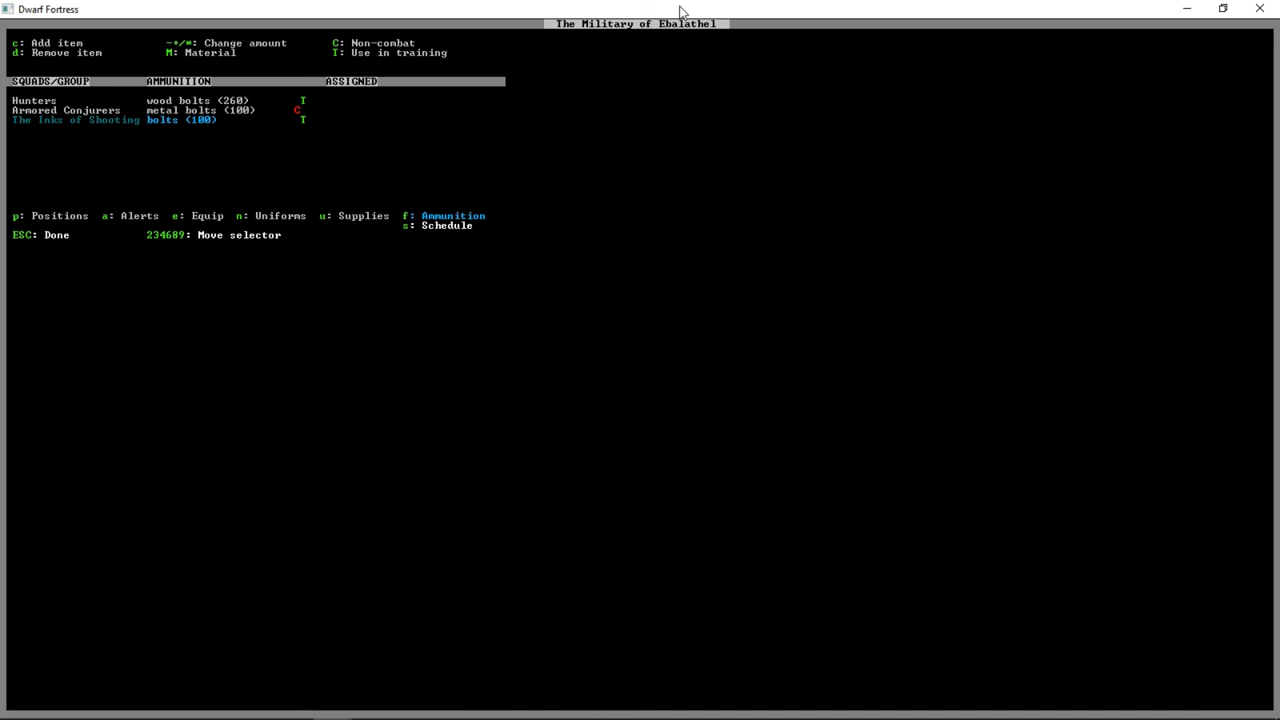 Dwarf Fortress
The Military of Ebalathel
c: Add item -+/*: Change amount C: Non-combat
d: Remove item M: Material T: Use in training
SQUADS/GROUP AMMUNITION ASSIGNED
Hunters wood bolts (260) T
Armored Conjurers metal bolts (100) C
The Inks of Shooting bolts (100) T
p: Positions a: Alerts e: Equip n: Uniforms u: Supplies f: Ammunition
s: Schedule
ESC: Done 234689: Move selector